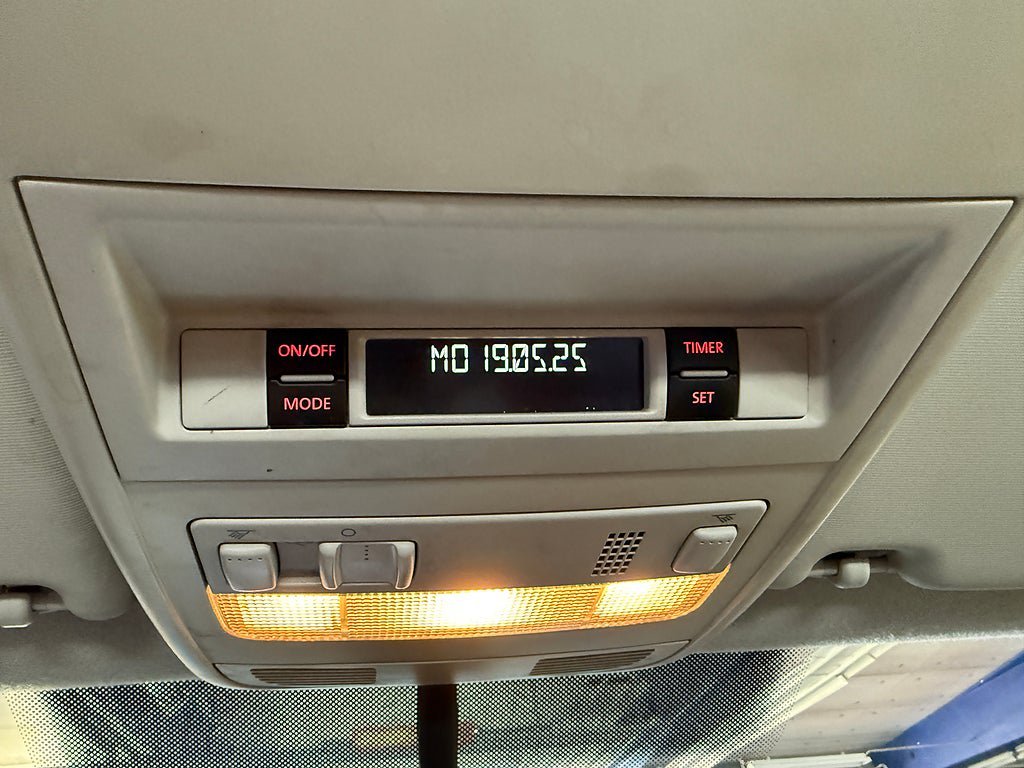 ON/OFF
MODE
MO 19.05.25
TIMER
SET